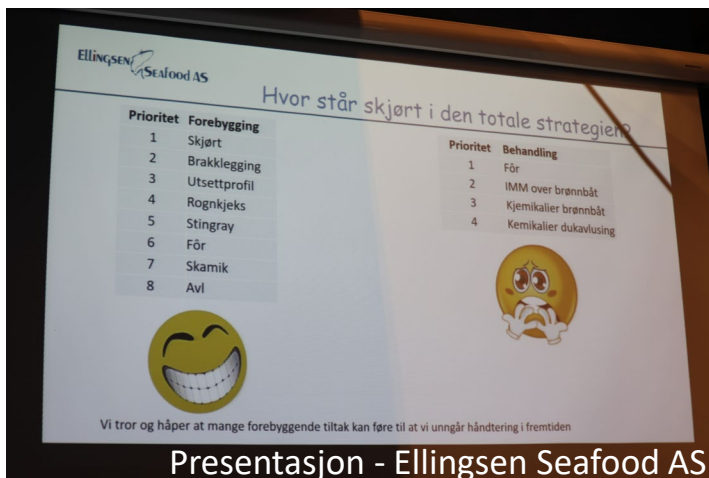 Ellingsen
Seafood AS
Hvor står skjørt i den totale strategien?
Prioritet Forebygging
1 Skjørt
2 Brakklegging
3 Utsettprofil
4 Rognkjeks
5 Stingray
6 Fôr
7 Skamik
8 Avl
Prioritet Behandling
1 Fôr
2 IMM over brønnbåt
3 Kjemikalier brønnbåt
4 Kemikalier dukavlusing
Vi tror og håper at mange forebyggende tiltak kan føre til at vi unngår håndtering i fremtiden
Presentasjon - Ellingsen Seafood AS